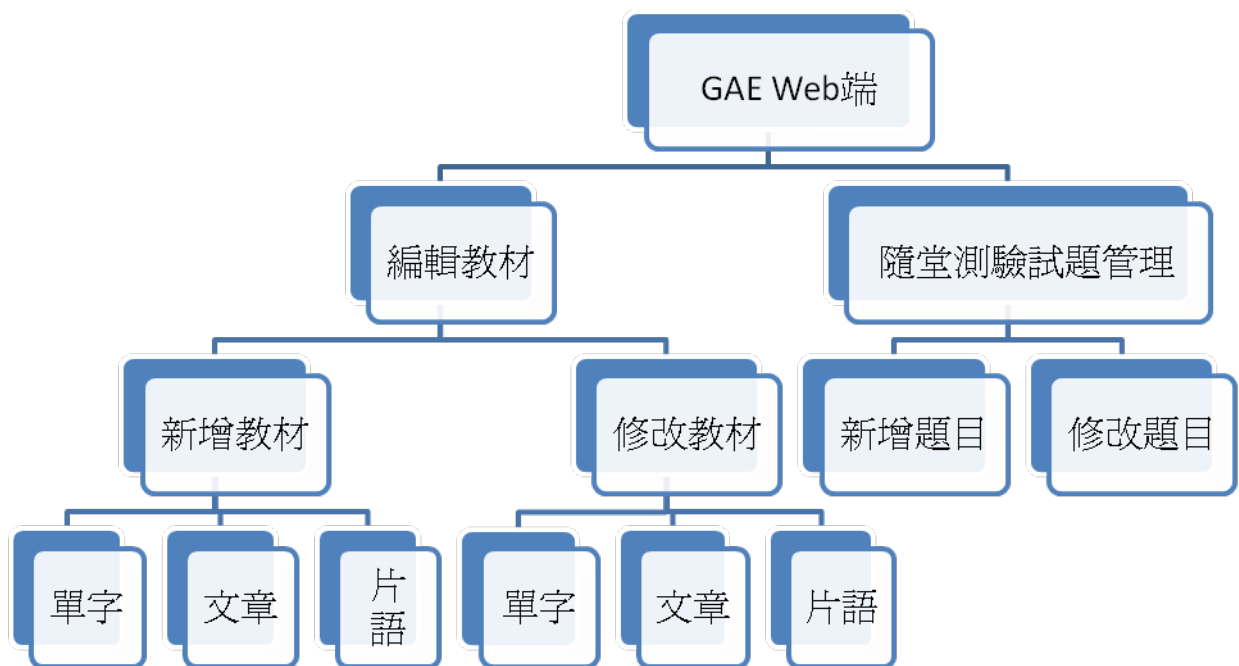 GAE Web端
編輯教材
隨堂測驗試題管理
新增教材
修改教材
新增題目
修改題目
單字
文章
片
語
單字
文章
片語